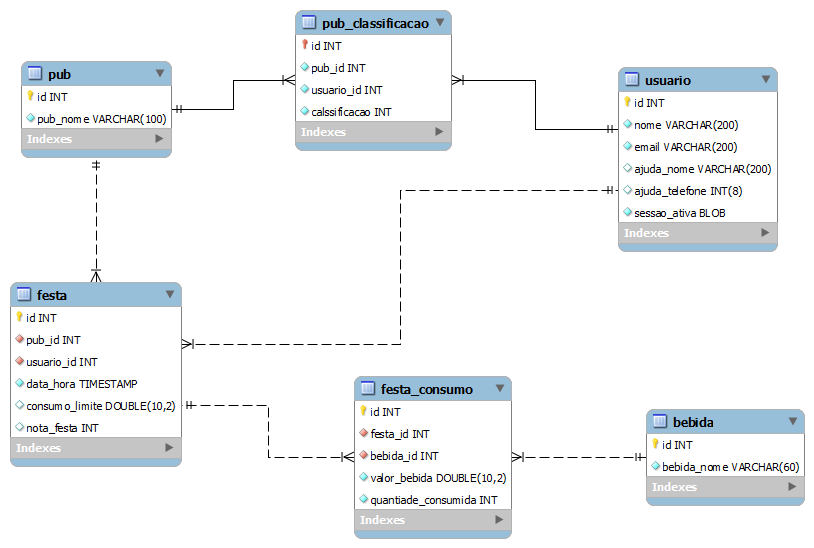 pub_classificacao
id INT
pub_id INT
usuario_id INT
calssificacao INT
Indexes
pub
id INT
pub_nome VARCHAR(100)
Indexes
usuario
id INT
nome VARCHAR(200)
email VARCHAR(200)
ajuda_nome VARCHAR(200)
ajuda_telefone INT(8)
sessao_ativa BLOB
Indexes
festa
id INT
pub_id INT
usuario_id INT
data_hora TIMESTAMP
consumo_limite DOUBLE(10,2)
nota_festa INT
Indexes
festa_consumo
id INT
festa_id INT
bebida_id INT
valor_bebida DOUBLE(10,2)
quantiade_consumida INT
Indexes
bebida
id INT
bebida_nome VARCHAR(60)
Indexes